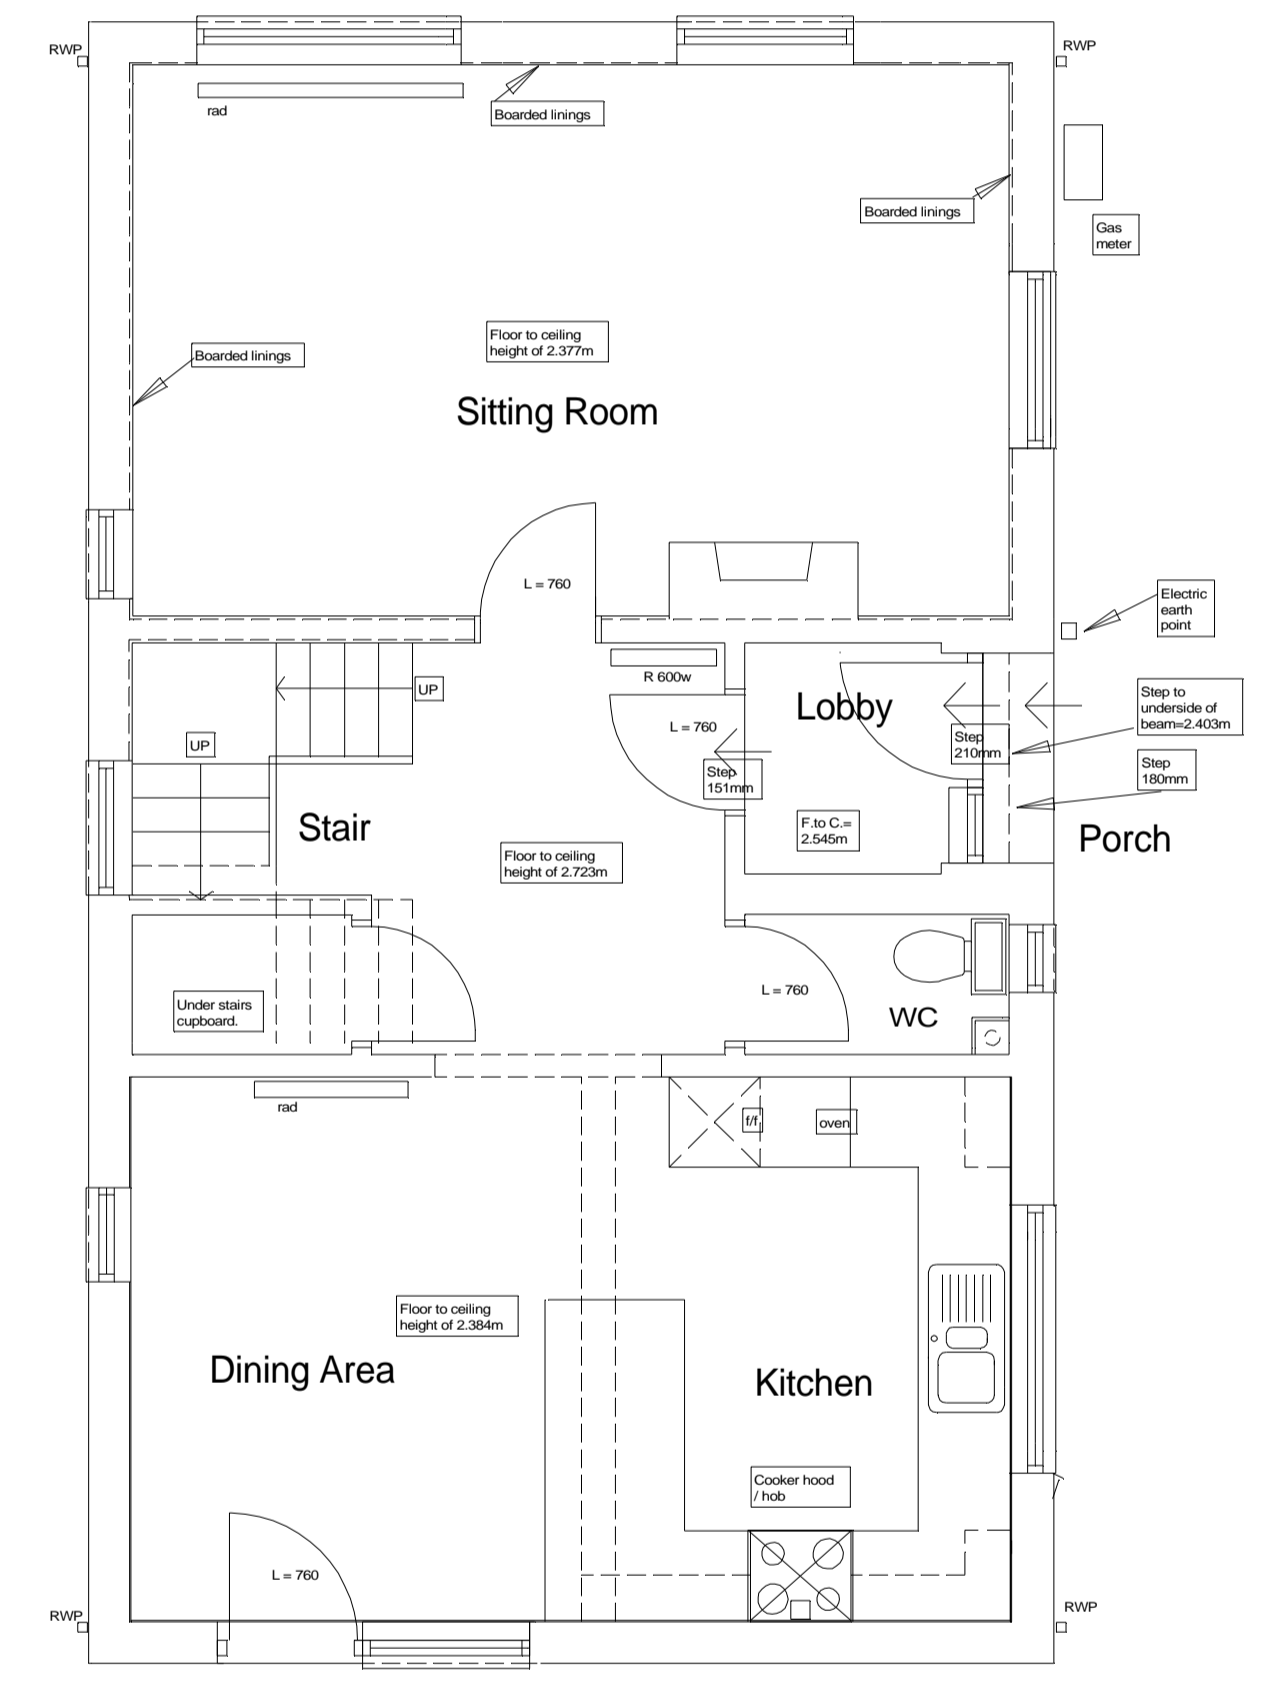 RWP
RWP
rad
Boarded linings
Boarded linings
Gas
meter
Floor to ceiling
height of 2.377m
Boarded linings
Sitting Room
L = 760
Electric
earth
point
R 600w
UP
Lobby
L = 760
Step to
underside of
beam=2.403m
UP
Step
210mm
Step
180mm
Step
151mm
Stair
F.to C.=
2.545m
Porch
Floor to ceiling
height of 2.723m
L = 760
Under stairs
cupboard.
WC
rad
f/f
oven
Floor to ceiling
height of 2.384m
Dining Area
Kitchen
Cooker hood
/ hob
L = 760
RWP
RWP